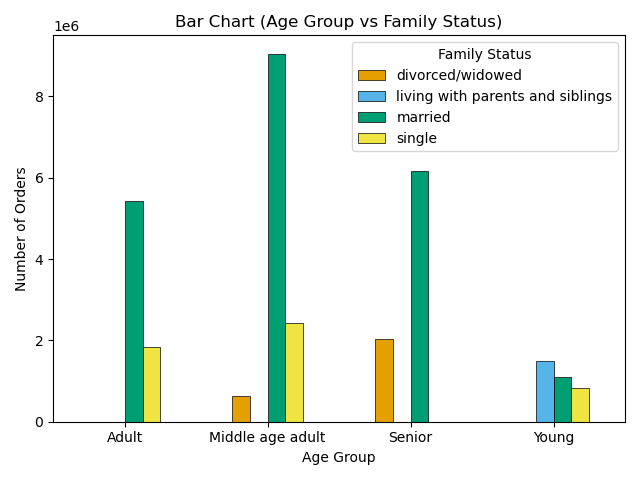 Bar Chart (Age Group vs Family Status)
1e6
Family Status
divorced/widowed
living with parents and siblings
married
single
8
6
4
2
0
Number of Orders
Adult
Middle age adult
Senior
Young
Age Group